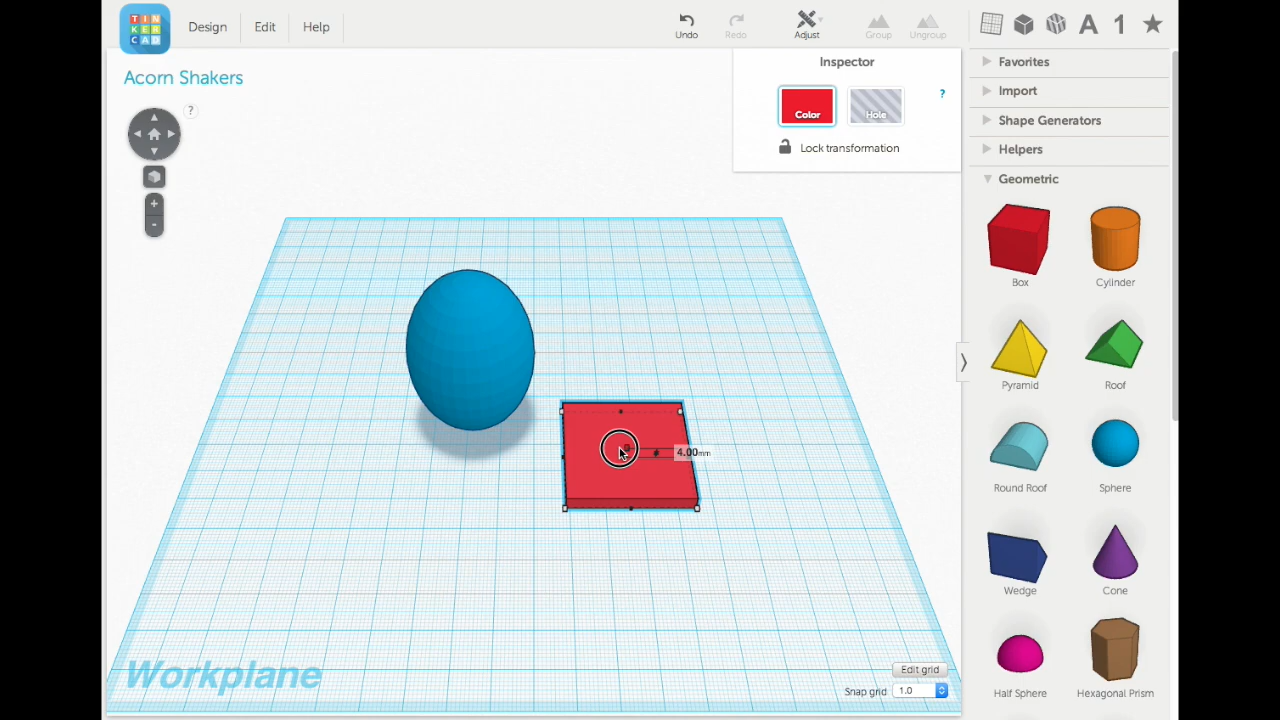 TIN
KER
CAD
Design
Edit
Help
Undo
Redo
Adjust
Group
Ungroup
A
1
Acorn Shakers
?
+
-
Inspector
Color
Hole
?
Lock transformation
Favorites
Import
Shape Generators
Helpers
Geometric
Box
Cylinder
Pyramid
Roof
Round Roof
Sphere
Wedge
Cone
Half Sphere
Hexagonal Prism
4.00mm
Workplane
Edit grid
Snap grid
1.0